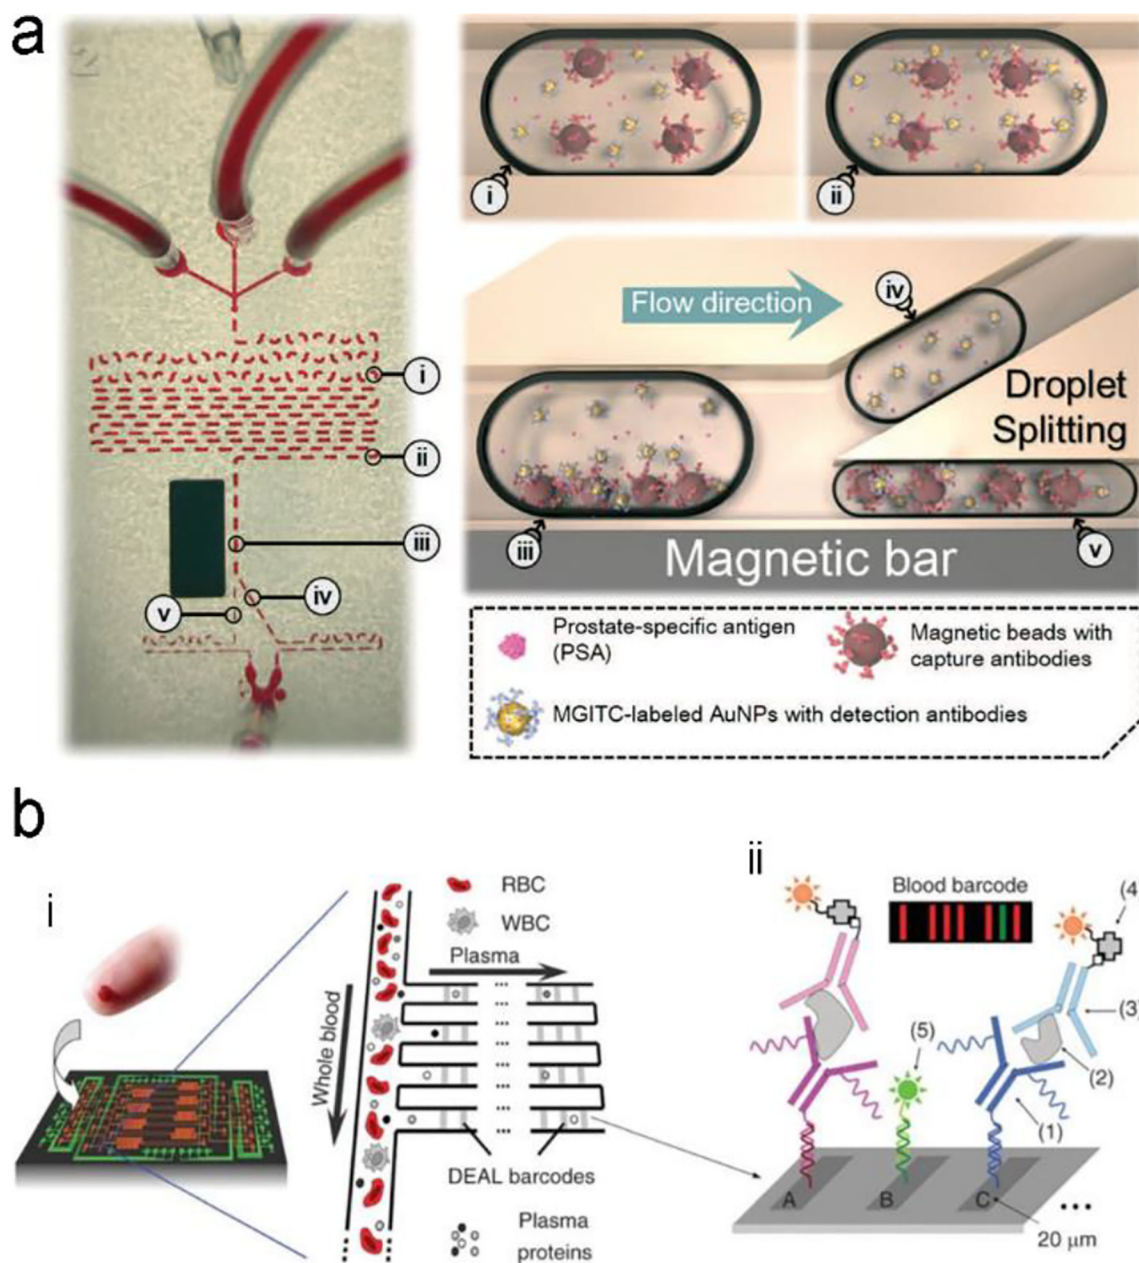 a
2
i
ii
iii
iv
v
i
ii
Flow direction
iv
Droplet
Splitting
iii
v
Magnetic bar
Prostate-specific antigen
(PSA)
Magnetic beads with
capture antibodies
MGITC-labeled AuNPs with detection antibodies
b
i
RBC
WBC
Plasma
Whole blood
...
...
...
...
DEAL barcodes
Plasma
proteins
ii
Blood barcode
(4)
(3)
(5)
(2)
(1)
A
B
C
...
20 µm